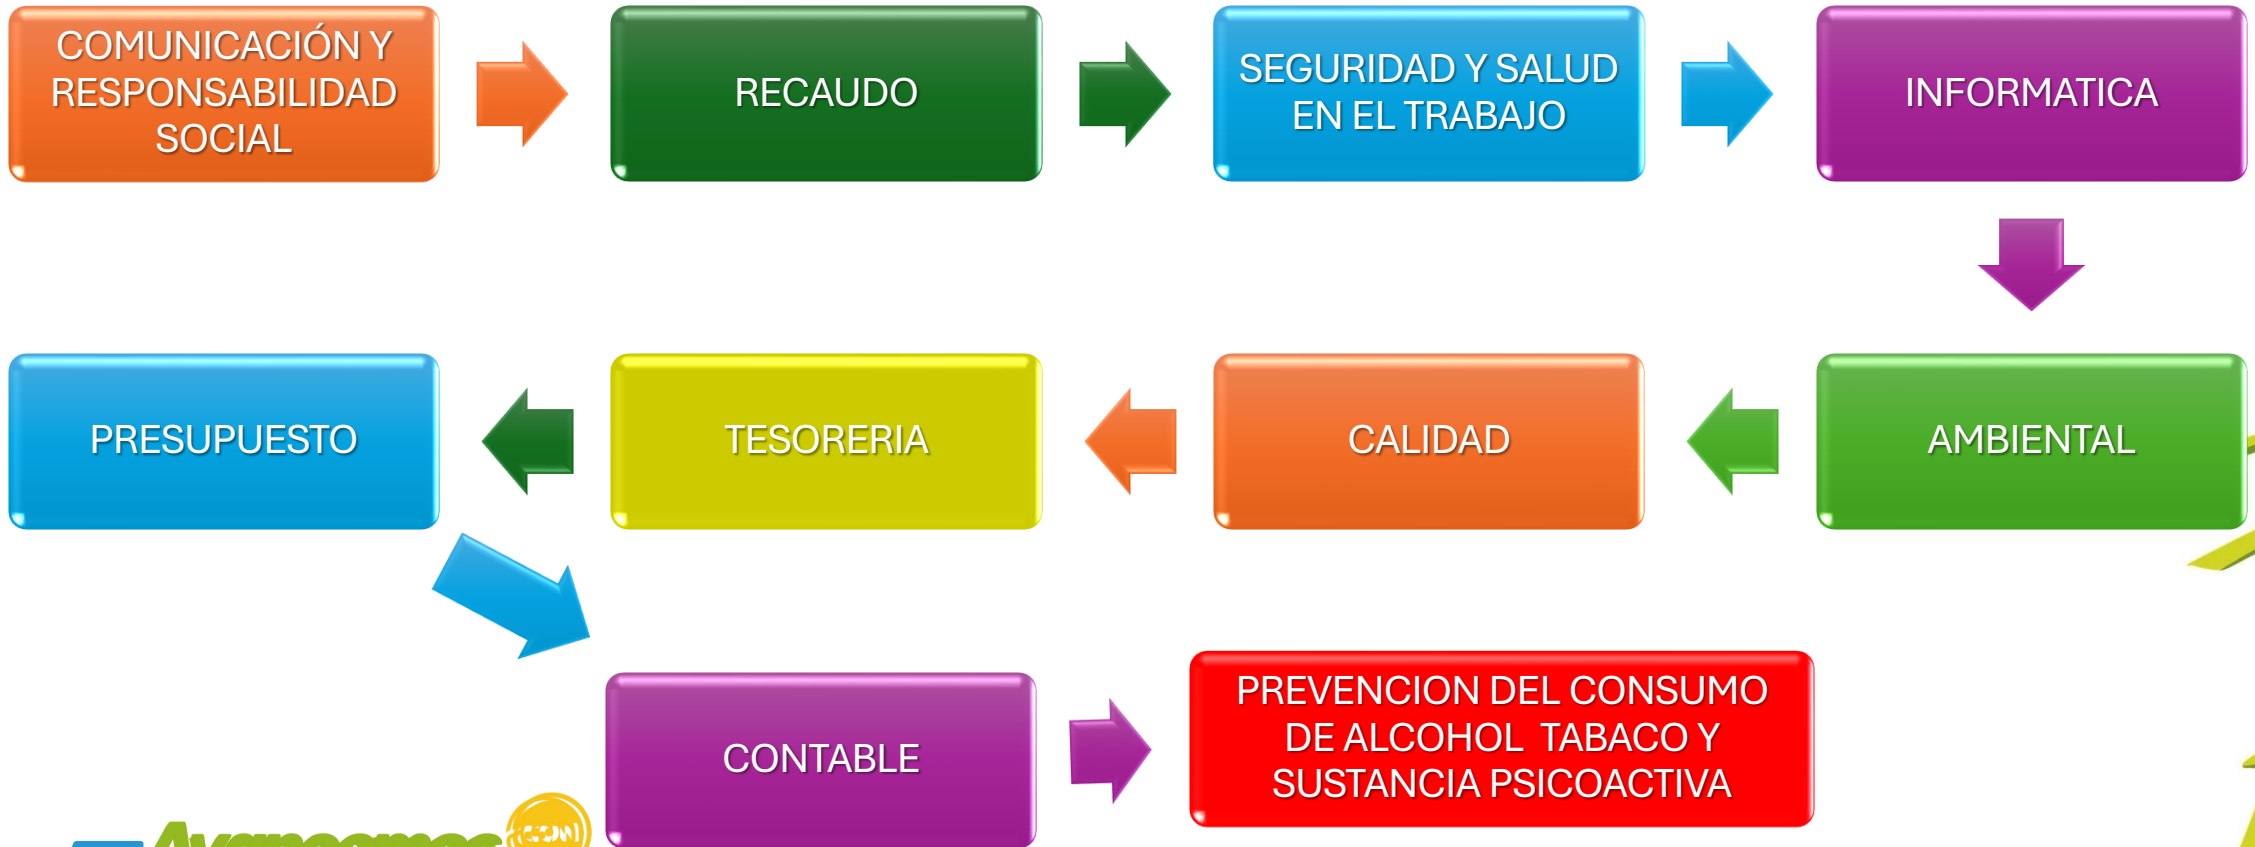 COMUNICACIÓN Y
RESPONSABILIDAD
SOCIAL
RECAUDO
SEGURIDAD Y SALUD
EN EL TRABAJO
INFORMATICA
PRESUPUESTO
TESORERIA
CALIDAD
AMBIENTAL
CONTABLE
PREVENCION DEL CONSUMO
DE ALCOHOL TABACO Y
SUSTANCIA PSICOACTIVA
Avancemos